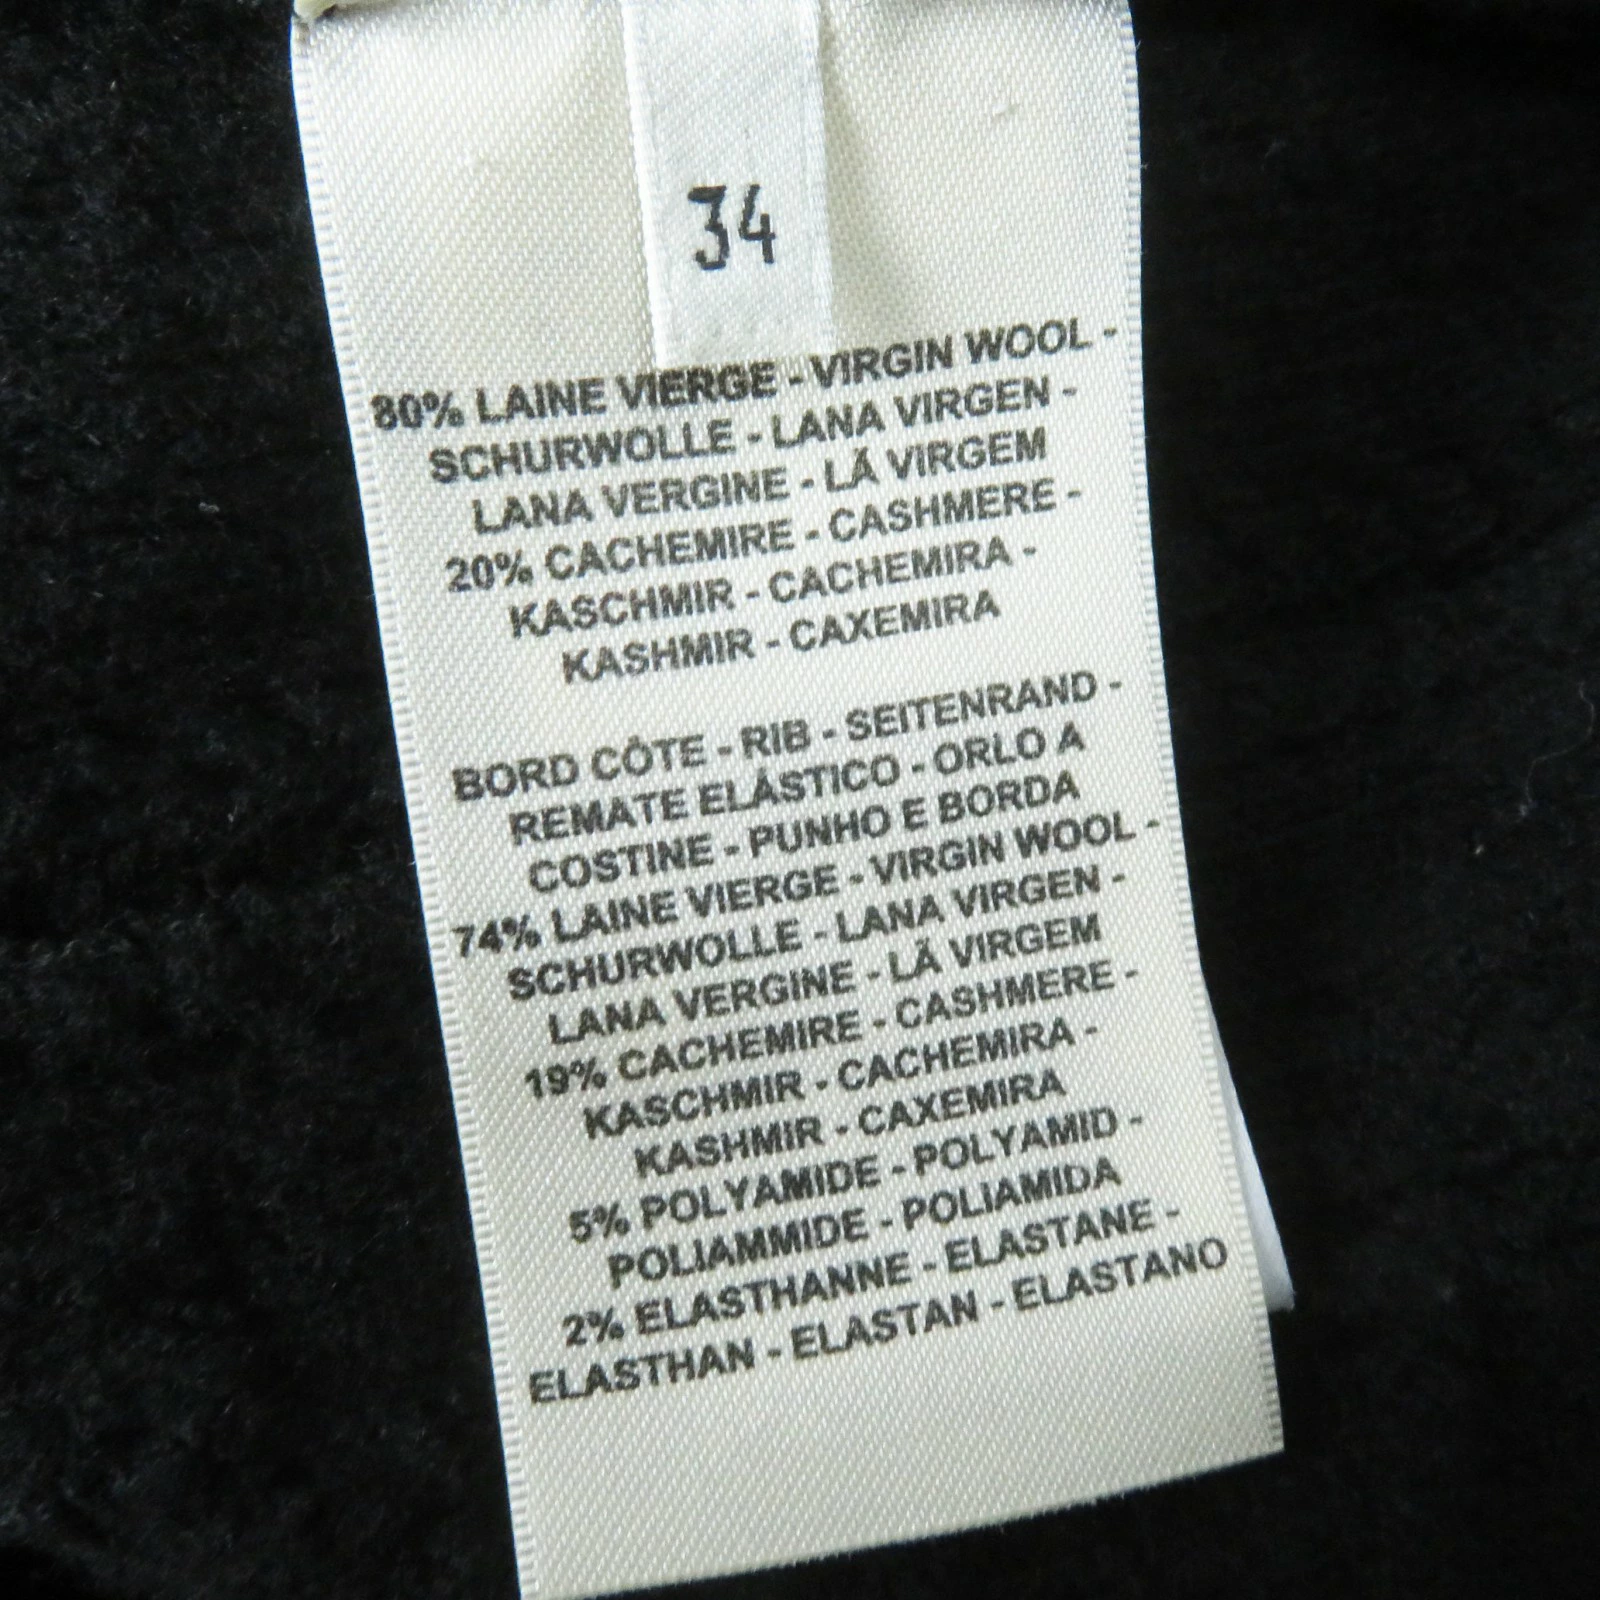 34
80% LAINE VIERGE - VIRGIN WOOL -
SCHURWOLLE - LANA VIRGEN -
LANA VERGINE - LÃ VIRGEM
20% CACHEMIRE - CASHMERE -
KASCHMIR - CACHEMIRA -
KASHMIR - CAXEMIRA
BORD CÔTE - RIB - SEITENRAND -
REMATE ELÁSTICO - ORLO A
COSTINE - PUNHO E BORDA
74% LAINE VIERGE - VIRGIN WOOL -
SCHURWOLLE - LANA VIRGEN -
LANA VERGINE - LÃ VIRGEM
19% CACHEMIRE - CASHMERE -
KASCHMIR - CACHEMIRA -
KASHMIR - CAXEMIRA
5% POLYAMIDE - POLYAMID -
POLIAMMIDE - POLIAMIDA
2% ELASTHANNE - ELASTANE -
ELASTHAN - ELASTAN - ELASTANO